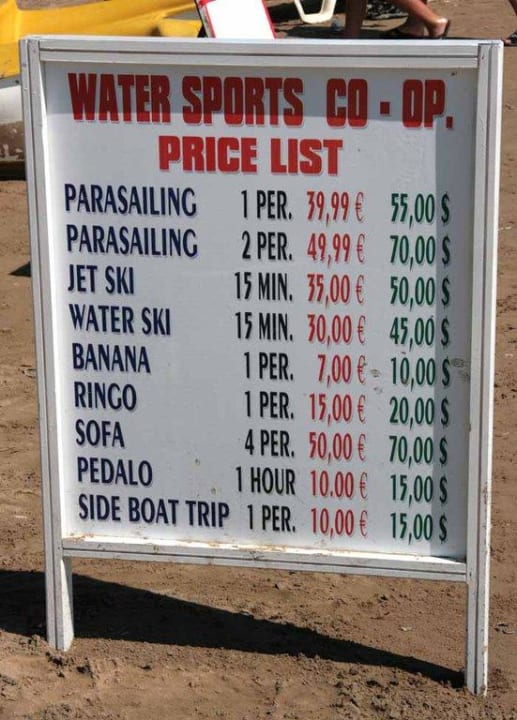 WATER SPORTS CO - OP.
PRICE LIST
PARASAILING 1 PER. 39,99 € 55,00 $
PARASAILING 2 PER. 49,99 € 70,00 $
JET SKI 15 MIN. 35,00 € 50,00 $
WATER SKI 15 MIN. 30,00 € 45,00 $
BANANA 1 PER. 7,00 € 10,00 $
RINGO 1 PER. 15,00 € 20,00 $
SOFA 4 PER. 50,00 € 70,00 $
PEDALO 1 HOUR 10.00 € 15,00 $
SIDE BOAT TRIP 1 PER. 10,00 € 15,00 $